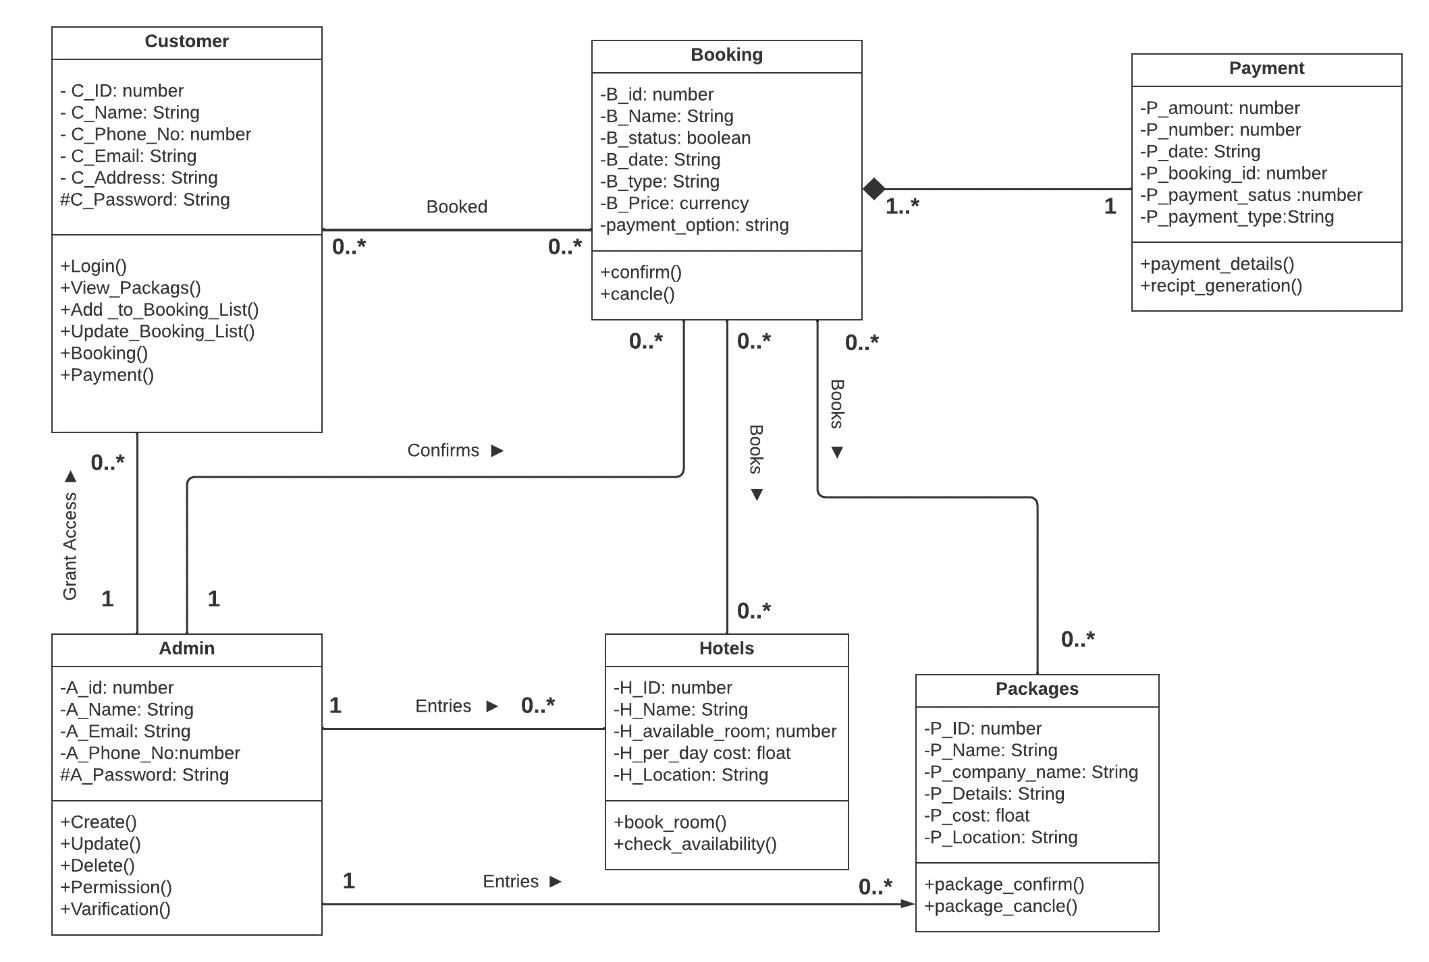 Customer
- C_ID: number
- C_Name: String
- C_Phone_No: number
- C_Email: String
- C_Address: String
#C_Password: String
+Login()
+View_Packags()
+Add _to_Booking_List()
+Update_Booking_List()
+Booking()
+Payment()
Booked
0..*
0..*
Booking
-B_id: number
-B_Name: String
-B_status: boolean
-B_date: String
-B_type: String
-B_Price: currency
-payment_option: string
+confirm()
+cancle()
1..*
1
Payment
-P_amount: number
-P_number: number
-P_date: String
-P_booking_id: number
-P_payment_satus :number
-P_payment_type:String
+payment_details()
+recipt_generation()
0..*
0..*
0..*
Books
Confirms
Books
0..*
Grant Access
1
1
0..*
0..*
Admin
-A_id: number
-A_Name: String
-A_Email: String
-A_Phone_No:number
#A_Password: String
+Create()
+Update()
+Delete()
+Permission()
+Varification()
1
Entries
0..*
Hotels
-H_ID: number
-H_Name: String
-H_available_room; number
-H_per_day cost: float
-H_Location: String
+book_room()
+check_availability()
Packages
-P_ID: number
-P_Name: String
-P_company_name: String
-P_Details: String
-P_cost: float
-P_Location: String
+package_confirm()
+package_cancle()
1
Entries
0..*